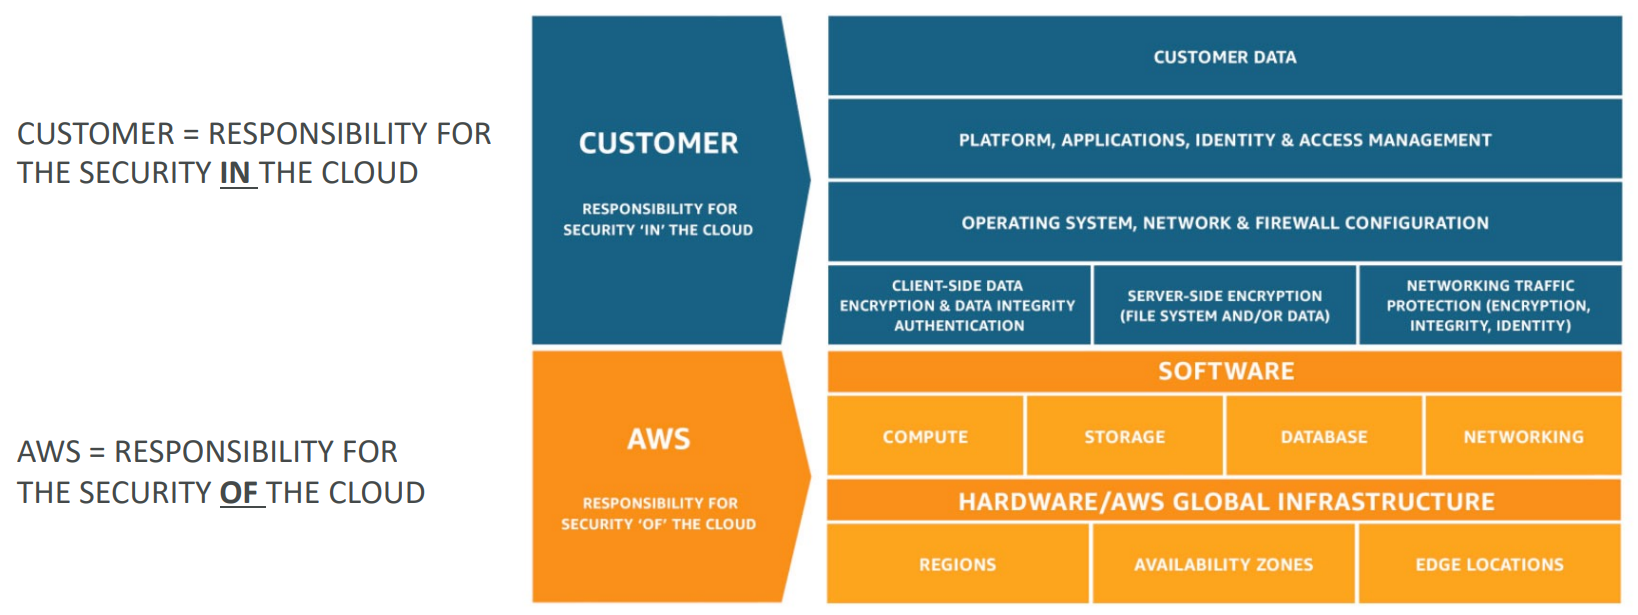 CUSTOMER = RESPONSIBILITY FOR
THE SECURITY IN THE CLOUD
CUSTOMER
RESPONSIBILITY FOR
SECURITY ‘IN’ THE CLOUD
CUSTOMER DATA
PLATFORM, APPLICATIONS, IDENTITY & ACCESS MANAGEMENT
OPERATING SYSTEM, NETWORK & FIREWALL CONFIGURATION
CLIENT-SIDE DATA
ENCRYPTION & DATA INTEGRITY
AUTHENTICATION
SERVER-SIDE ENCRYPTION
(FILE SYSTEM AND/OR DATA)
NETWORKING TRAFFIC
PROTECTION (ENCRYPTION,
INTEGRITY, IDENTITY)
AWS = RESPONSIBILITY FOR
THE SECURITY OF THE CLOUD
AWS
RESPONSIBILITY FOR
SECURITY ‘OF’ THE CLOUD
SOFTWARE
COMPUTE
STORAGE
DATABASE
NETWORKING
HARDWARE/AWS GLOBAL INFRASTRUCTURE
REGIONS
AVAILABILITY ZONES
EDGE LOCATIONS